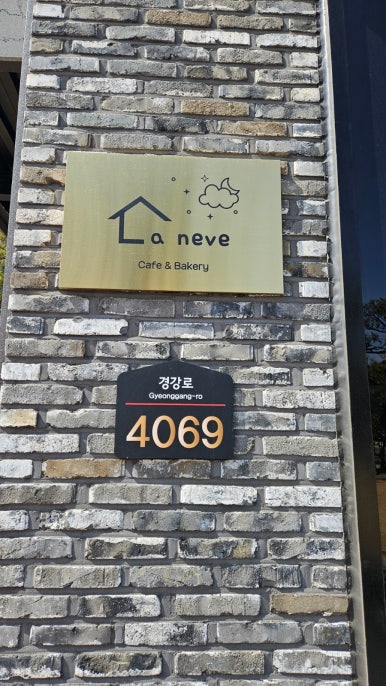 La neve
Cafe & Bakery
경강로
Gyeonggang-ro
4069